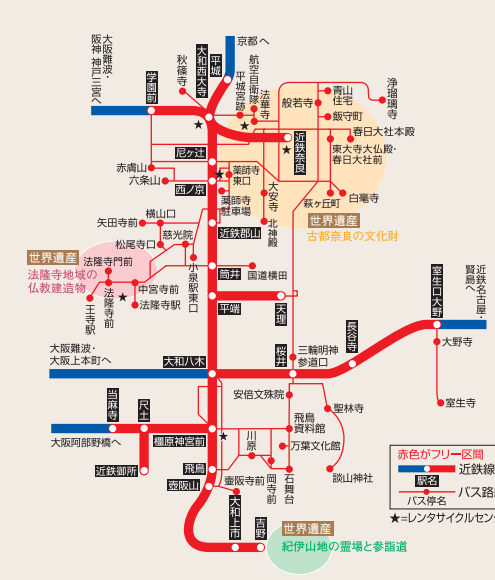 京都へ
大阪難波・
阪神 神戸三宮へ
学園前
秋篠寺
大和西大寺
平城
平城宮跡
航空自衛隊
法華寺
般若寺
青山
住宅
飯守町
浄瑠璃寺
春日大社本殿
近鉄奈良
東大寺大仏殿・
春日大社前
尼ヶ辻
赤膚山
六条山
西ノ京
薬師寺
東口
薬師寺
駐車場
大安寺
萩ヶ丘町
白毫寺
世界遺産
古都奈良の文化財
北神殿
横山口
矢田寺前
慈光院
近鉄郡山
松尾寺口
世界遺産
法隆寺地域の
仏教建造物
法隆寺門前
小泉駅東口
筒井
国道横田
中宮寺前
法隆寺前
法隆寺駅
王寺駅
平端
天理
近鉄名古屋・
賢島へ
室生口大野
大野寺
室生寺
長谷寺
桜井
三輪明神
参道口
大阪難波・
大阪上本町へ
大和八木
当麻寺
尺土
安倍文殊院
聖林寺
飛鳥
資料館
大阪阿部野橋へ
橿原神宮前
川原
万葉文化館
近鉄御所
飛鳥
壺阪寺前
岡寺前
石舞台
談山神社
壺阪山
大和上市
吉野
世界遺産
紀伊山地の霊場と参詣道
赤色がフリー区間
近鉄線
駅名
バス路
バス停名
★=レンタサイクルセン